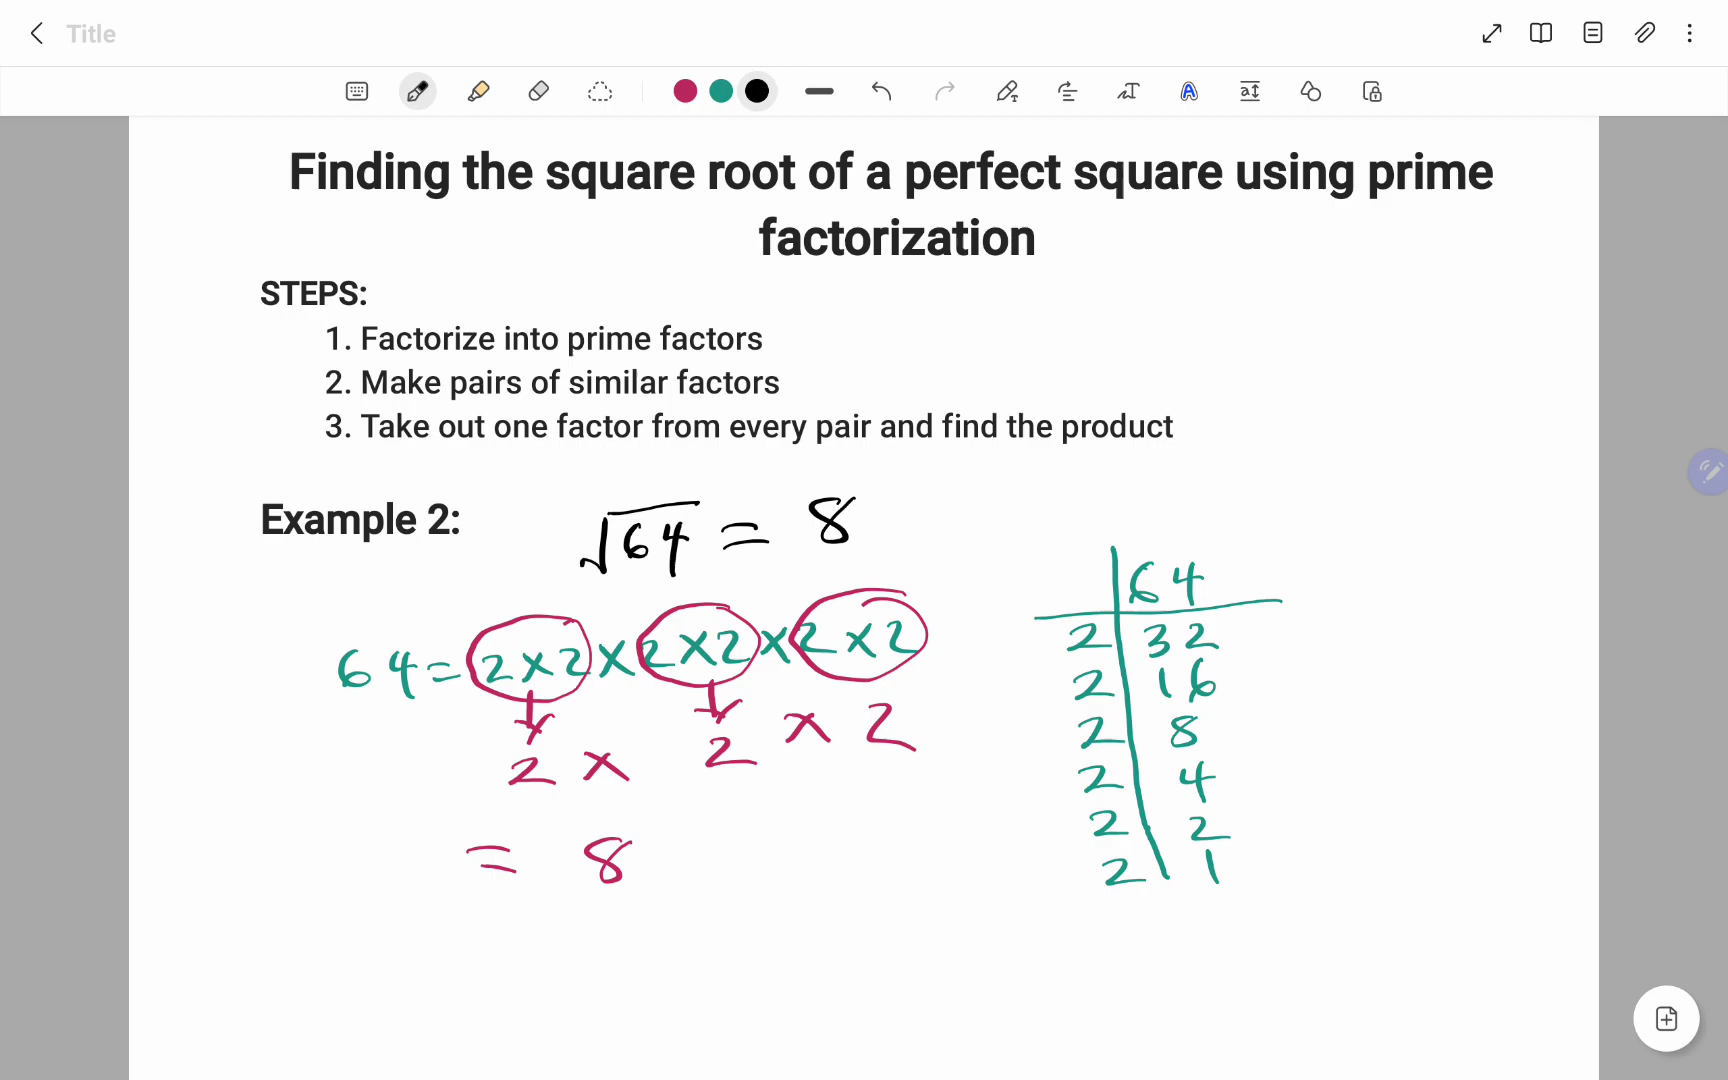 Title
Finding the square root of a perfect square using prime
factorization
STEPS:
1. Factorize into prime factors
2. Make pairs of similar factors
3. Take out one factor from every pair and find the product
Example 2:
√64 = 8
64 = 2 × 2 × 2 × 2 × 2 × 2
2 × 2 × 2
= 8
64
2 32
2 16
2 8
2 4
2 2
2 1